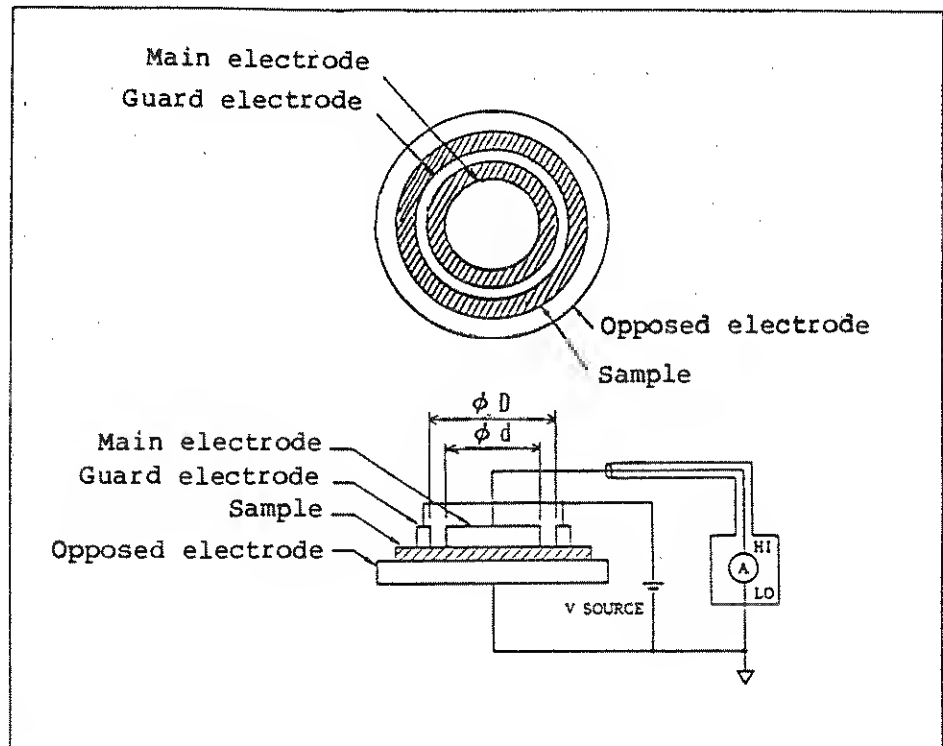 Main electrode
Guard electrode
Opposed electrode
Sample
φ D
φ d
Main electrode
Guard electrode
Sample
Opposed electrode
HI
A
LO
V SOURCE